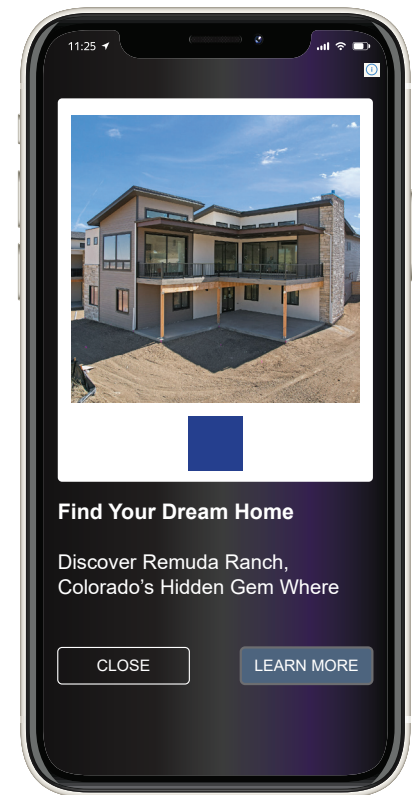 11:25
Find Your Dream Home
Discover Remuda Ranch,
Colorado’s Hidden Gem Where
CLOSE
LEARN MORE